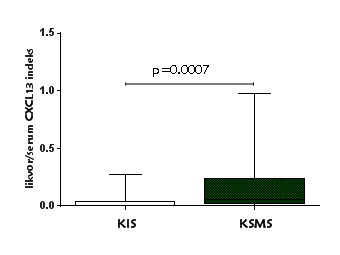 1.5
p=0.0007
1.0
0.5
0.0
likvor/serum CXCL13 indeks
KIS KSMS